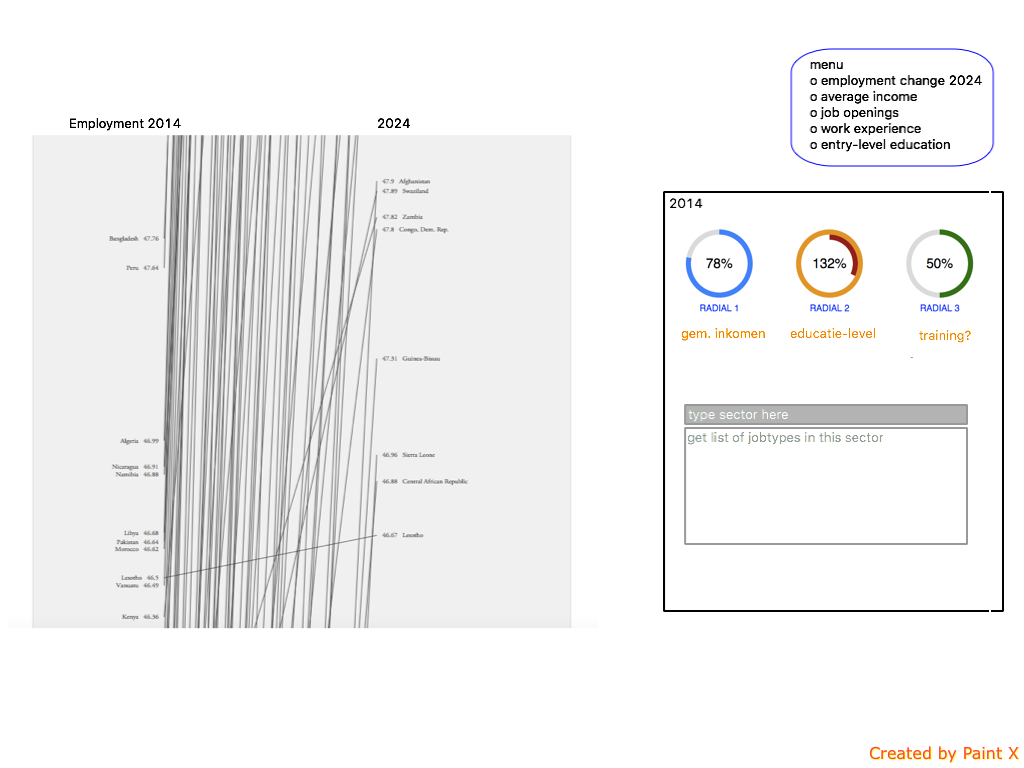 menu
o employment change 2024
o average income
o job openings
o work experience
o entry-level education
Employment 2014
2024
47.9 Afghanistan
47.89 Swaziland
47.82 Zambia
47.8 Congo, Dem. Rep.
Bangladesh 47.76
Peru 47.64
47.31 Guinea-Bissau
Algeria 46.99
46.96 Sierra Leone
Nicaragua 46.91
Namibia 46.88
46.88 Central African Republic
Libya 46.68
46.67 Lesotho
Pakistan 46.64
Morocco 46.62
Lesotho 46.5
Vanuatu 46.49
Kenya 46.36
2014
78%
132%
50%
RADIAL 1
RADIAL 2
RADIAL 3
gem. inkomen
educatie-level
training?
type sector here
get list of jobtypes in this sector
Created by Paint X